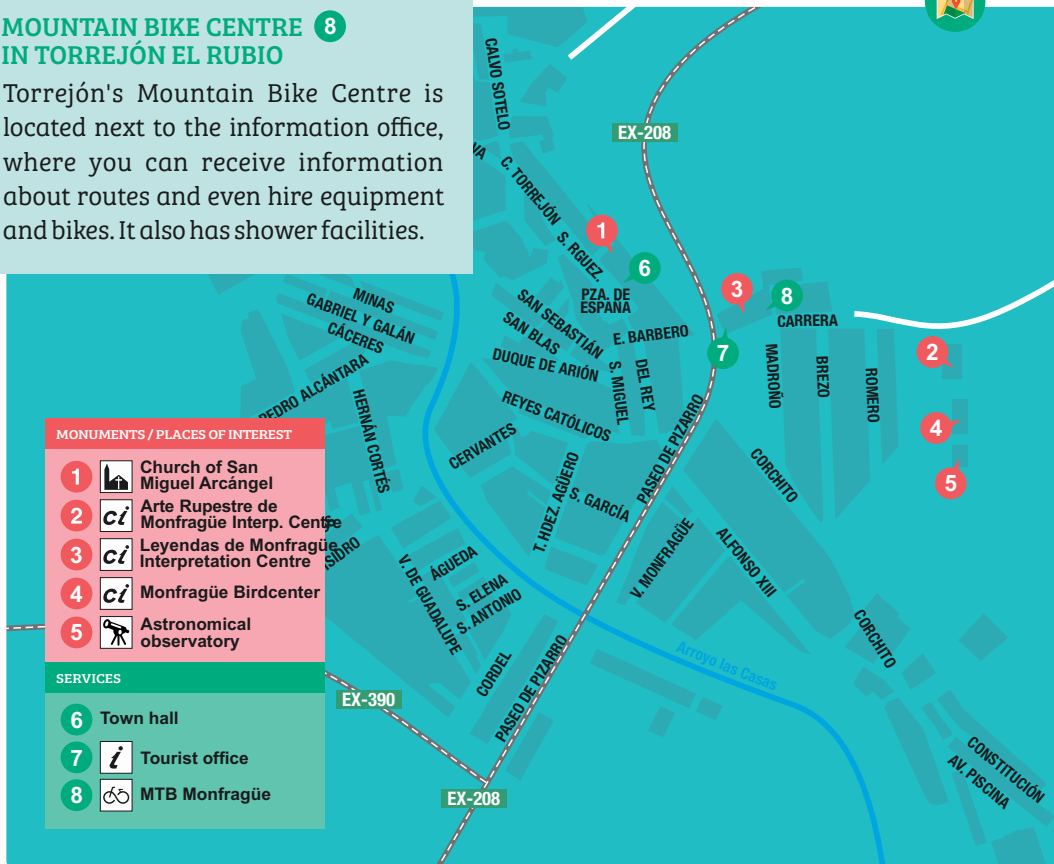 MOUNTAIN BIKE CENTRE 8
IN TORREJÓN EL RUBIO
Torrejón's Mountain Bike Centre is
located next to the information office,
where you can receive information
about routes and even hire equipment
and bikes. It also has shower facilities.
CALVO SOTELO
EX-208
VA
C. TORREJÓN
S. RGUEZ.
1
6
PZA. DE
ESPAÑA
3
8
CARRERA
7
2
4
5
MINAS
GABRIEL Y GALÁN
CÁCERES
PEDRO ALCÁNTARA
HERNÁN CORTÉS
SAN SEBASTIÁN
SAN BLAS
DUQUE DE ARIÓN
E. BARBERO
S. MIGUEL
DEL REY
MADROÑO
BREZO
ROMERO
REYES CATÓLICOS
CERVANTES
PASEO DE PIZARRO
CORCHITO
T. HDEZ. AGÜERO
S. GARCÍA
V. MONFRAGÜE
ALFONSO XIII
ISIDRO
V. DE GUADALUPE
ÁGUEDA
S. ELENA
S. ANTONIO
CORDEL
PASEO DE PIZARRO
Arroyo las Casas
CORCHITO
CONSTITUCIÓN
AV. PISCINA
EX-390
EX-208
MONUMENTS / PLACES OF INTEREST
1 Church of San
Miguel Arcángel
2 ci Arte Rupestre de
Monfragüe Interp. Centre
3 ci Leyendas de Monfragüe
Interpretation Centre
4 ci Monfragüe Birdcenter
5 Astronomical
observatory
SERVICES
6 Town hall
7 i Tourist office
8 MTB Monfragüe